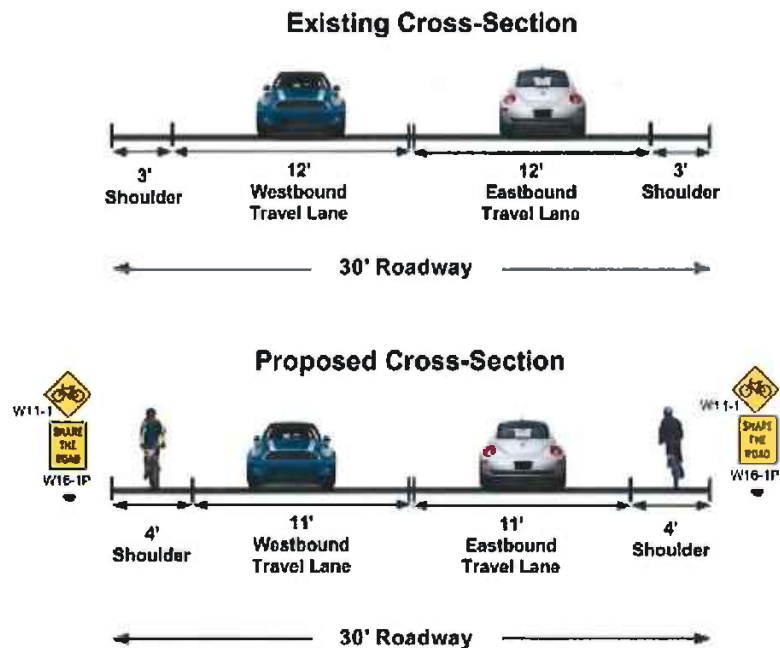 Existing Cross-Section
3'
Shoulder
12'
Westbound
Travel Lane
12'
Eastbound
Travel Lane
3'
Shoulder
30' Roadway
Proposed Cross-Section
W11-1
SHARE
THE
ROAD
W16-1P
W11-1
SHARE
THE
ROAD
W16-1P
4'
Shoulder
11'
Westbound
Travel Lane
11'
Eastbound
Travel Lane
4'
Shoulder
30' Roadway